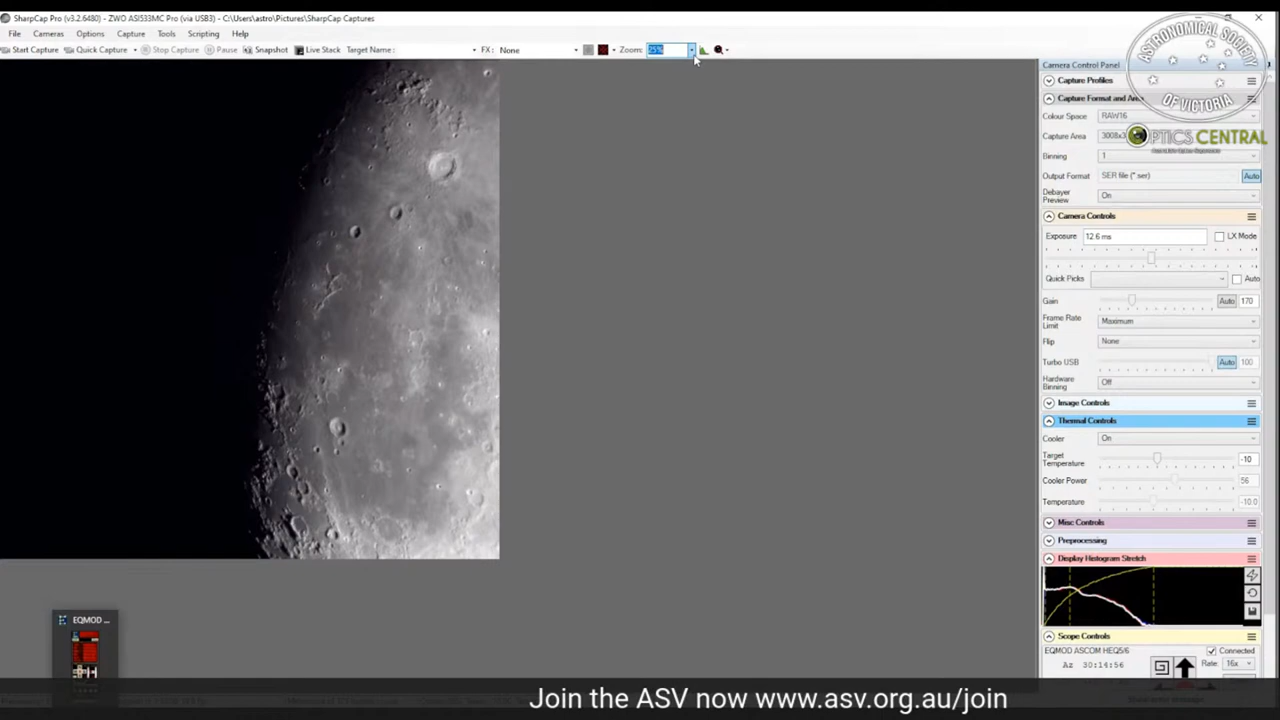 SharpCap Pro (v3.2.6480) - ZWO ASI533MC Pro (via USB3) - C:\Users\astro\Pictures\SharpCap Captures
File Cameras Options Capture Tools Scripting Help
Start Capture Quick Capture Stop Capture Pause Snapshot Live Stack Target Name: FX: None Zoom: 25%
ASTRONOMICAL SOCIETY
OF VICTORIA
OPTICS CENTRAL
Camera Control Panel
Capture Profiles
Capture Format and Area
Colour Space RAW16
Capture Area
Binning 1
Output Format SER file (*.ser) Auto
Debayer
Preview On
Camera Controls
Exposure 12.6 ms LX Mode
Quick Picks Auto
Gain Auto 170
Frame Rate
Limit Maximum
Flip None
Turbo USB Auto 100
Hardware
Binning Off
Image Controls
Thermal Controls
Cooler On
Target
Temperature -10
Cooler Power 56
Temperature -10.0
Misc Controls
Preprocessing
Display Histogram Stretch
Scope Controls
EQMOD ASCOM HEQ5/6 Connected
Az 30:14:56 Rate 16x
EQMOD ...
Join the ASV now www.asv.org.au/join